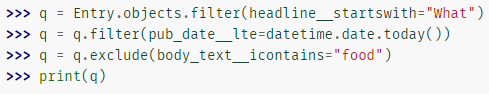 >>> q = Entry.objects.filter(headline__startswith="What")
>>> q = q.filter(pub_date__lte=datetime.date.today())
>>> q = q.exclude(body_text__icontains="food")
>>> print(q)